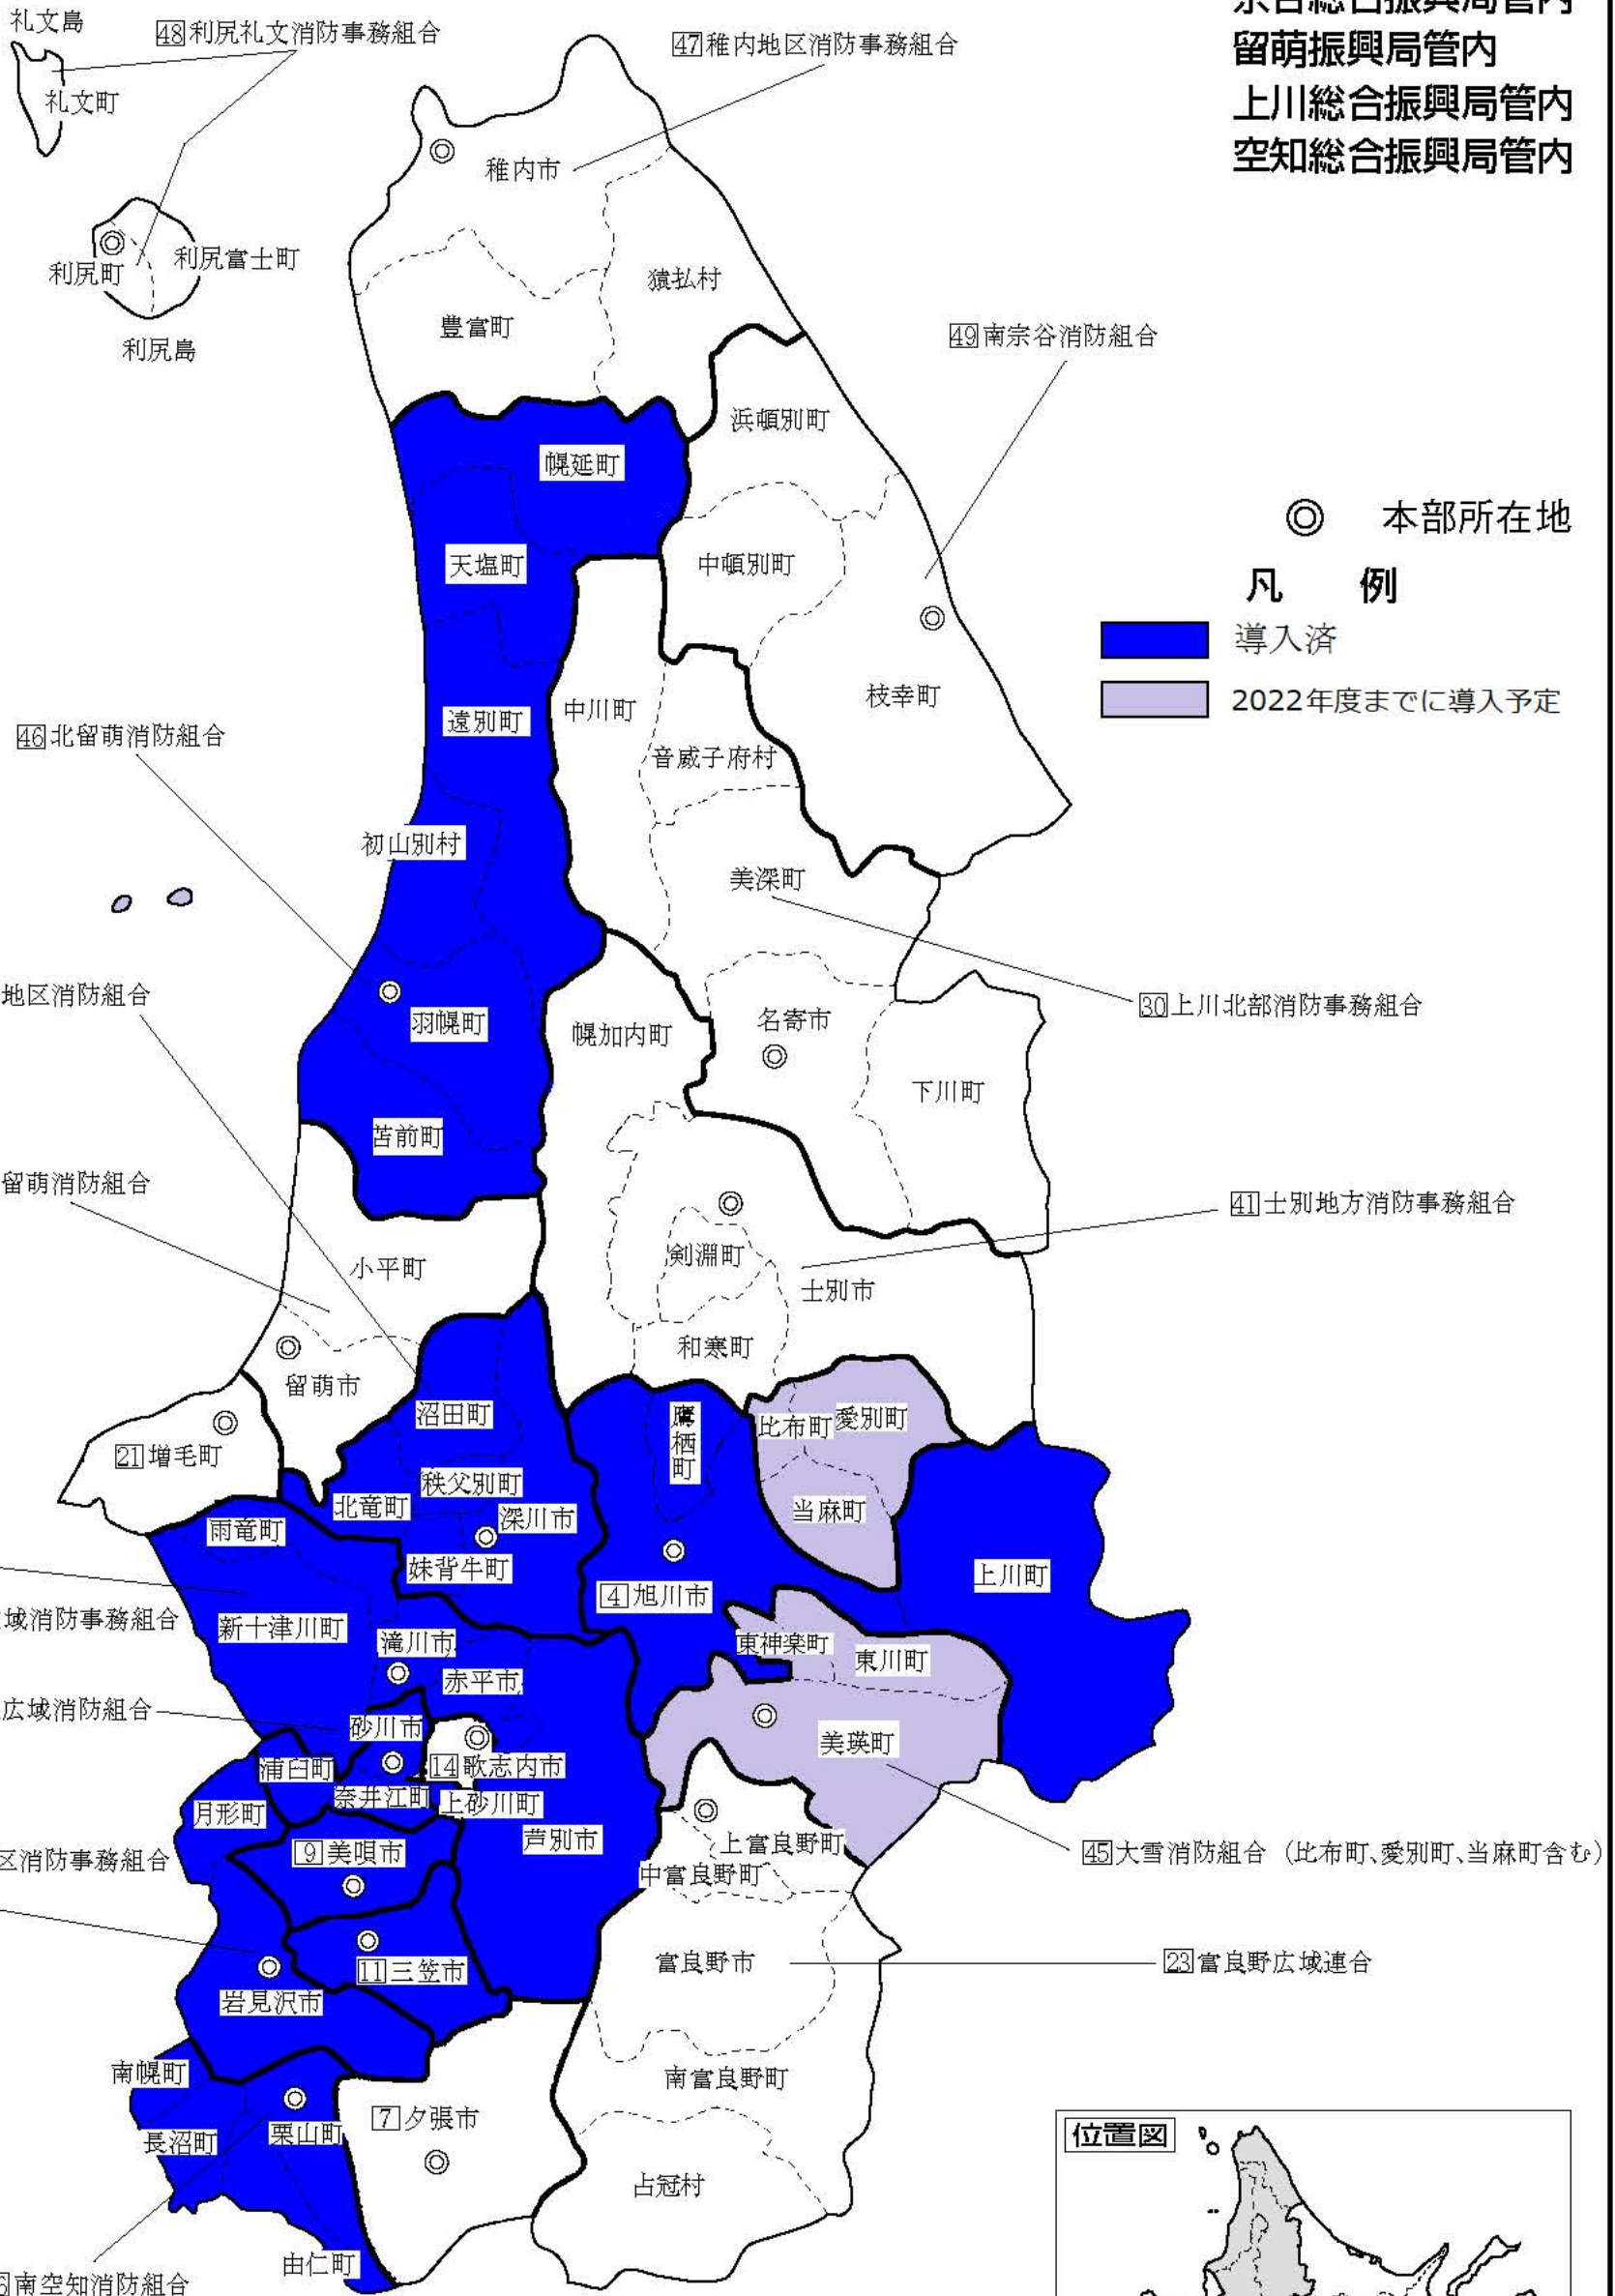 礼文島
48利尻礼文消防事務組合
47稚内地区消防事務組合
宗谷総合振興局管内
留萌振興局管内
上川総合振興局管内
空知総合振興局管内
礼文町
稚内市
利尻町
利尻富士町
利尻島
猿払村
豊富町
49南宗谷消防組合
浜頓別町
幌延町
◎ 本部所在地
凡 例
導入済
2022年度までに導入予定
天塩町
中頓別町
枝幸町
遠別町
中川町
音威子府村
46北留萌消防組合
初山別村
美深町
地区消防組合
羽幌町
幌加内町
名寄市
30上川北部消防事務組合
下川町
苫前町
留萌消防組合
41士別地方消防事務組合
小平町
剣淵町
士別市
和寒町
留萌市
沼田町
鷹栖町
比布町
愛別町
21増毛町
秩父別町
北竜町
深川市
当麻町
雨竜町
妹背牛町
上川町
4旭川市
域消防事務組合
新十津川町
滝川市
東神楽町
東川町
赤平市
広域消防組合
砂川市
美瑛町
浦臼町
14歌志内市
奈井江町
上砂川町
月形町
芦別市
上富良野町
9美唄市
中富良野町
区消防事務組合
45大雪消防組合（比布町、愛別町、当麻町含む）
富良野市
23富良野広域連合
11三笠市
岩見沢市
南幌町
南富良野町
7夕張市
栗山町
長沼町
位置図
占冠村
由仁町
南空知消防組合